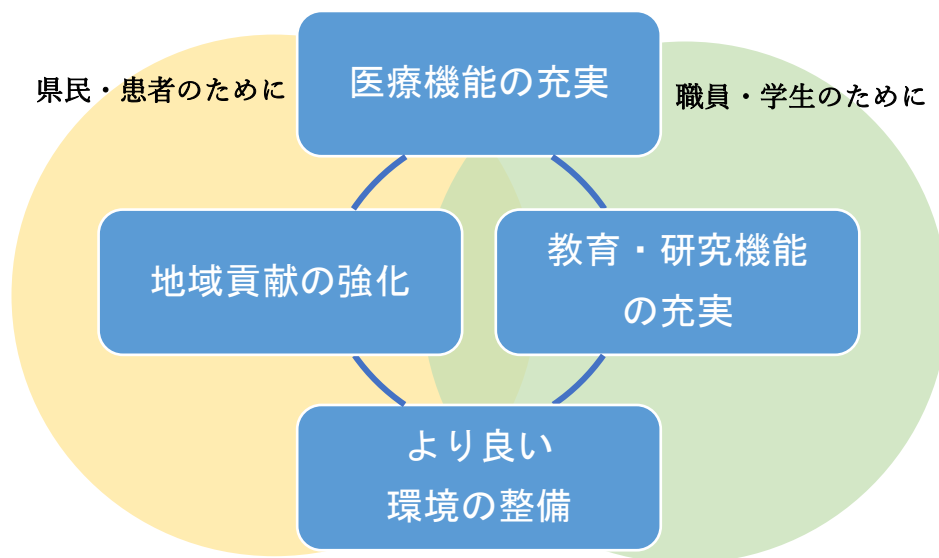 医療機能の充実
県民・患者のために
職員・学生のために
地域貢献の強化
教育・研究機能
の充実
より良い
環境の整備